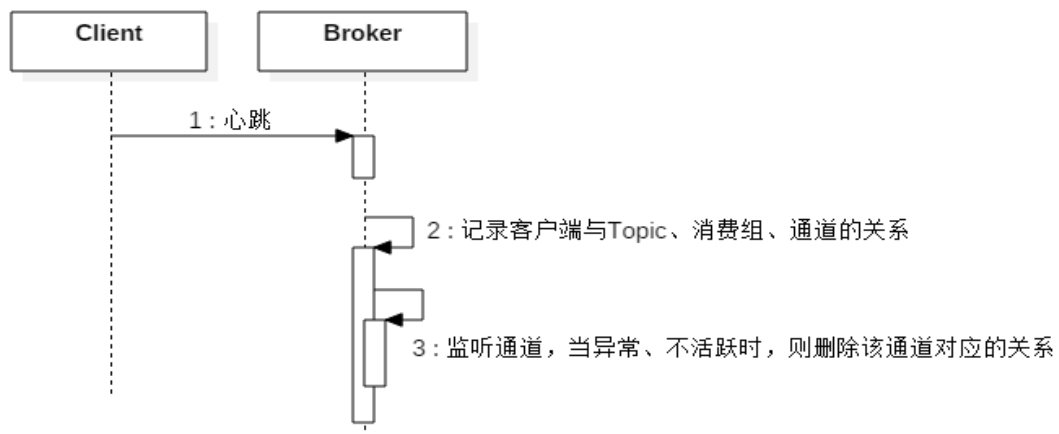 Client
Broker
1 : 心跳
2 : 记录客户端与Topic、消费组、通道的关系
3 : 监听通道，当异常、不活跃时，则删除该通道对应的关系